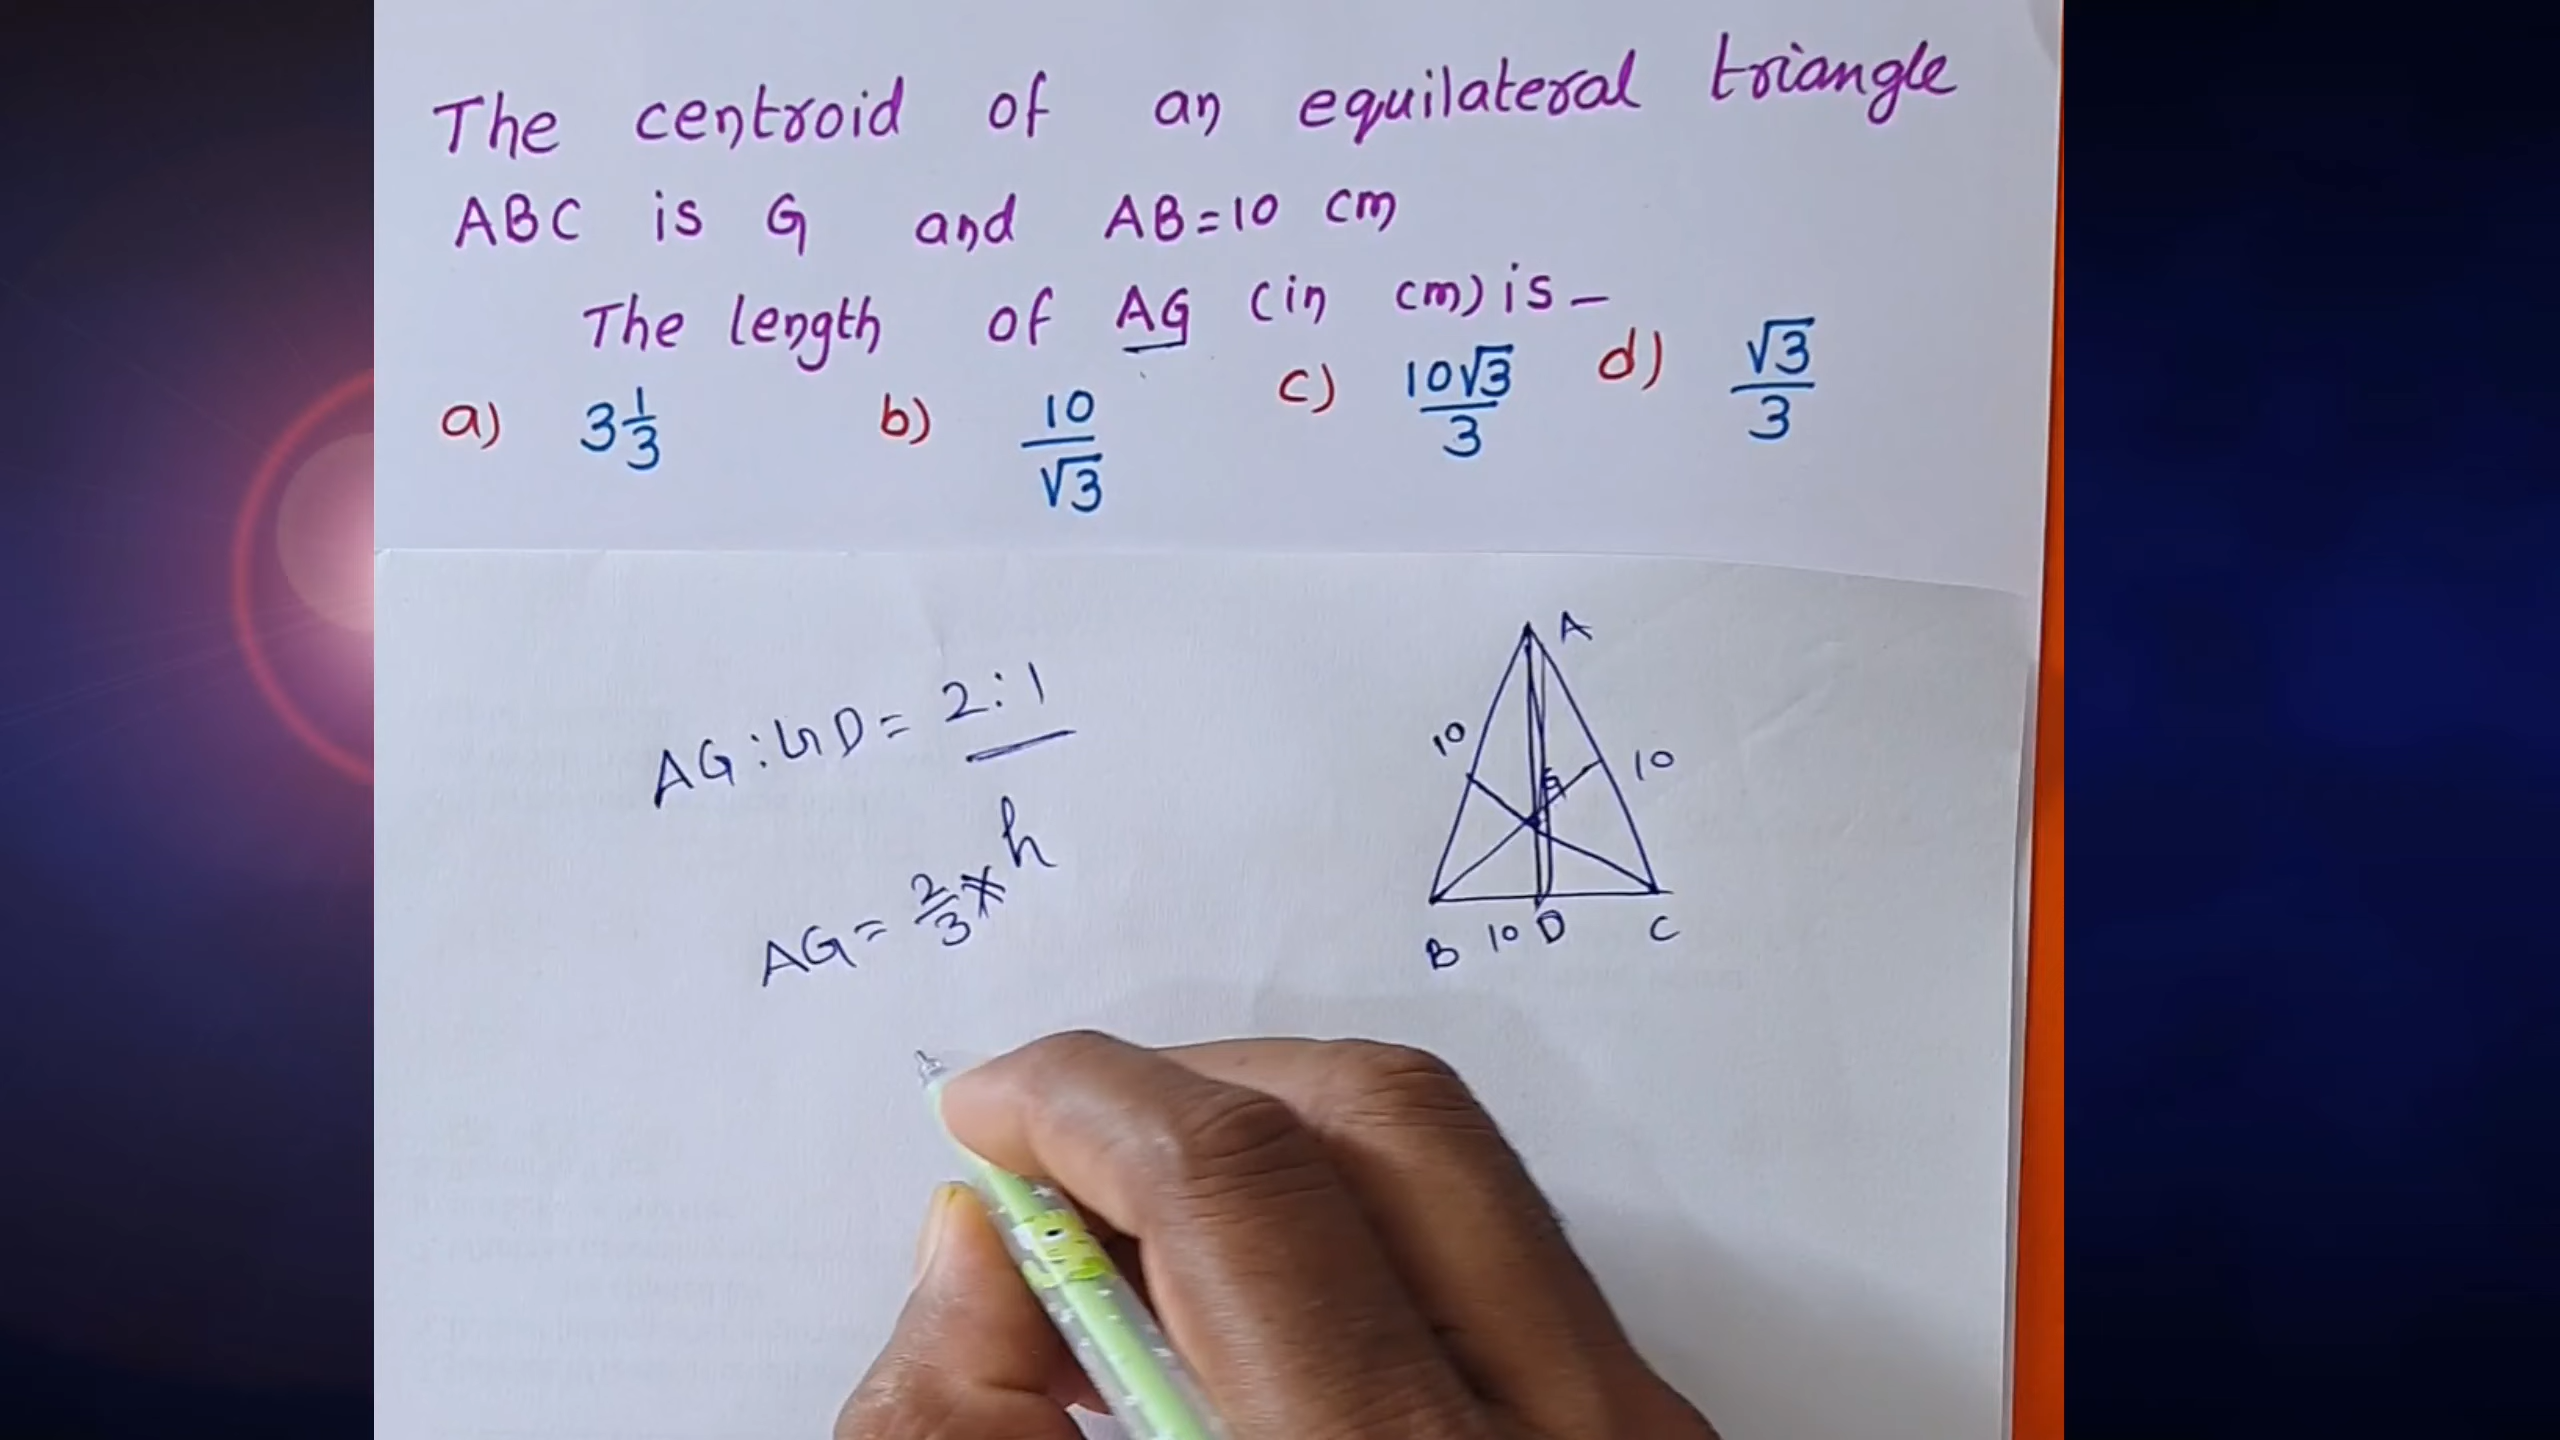 The centroid of an equilateral triangle
ABC is G and AB=10 cm
The length of AG (in cm) is –
a) 3 1/3 b) 10/√3 c) 10√3/3 d) √3/3
A
AG:GD = 2:1
10 10
G
AG = 2/3 × h
B 10 D C